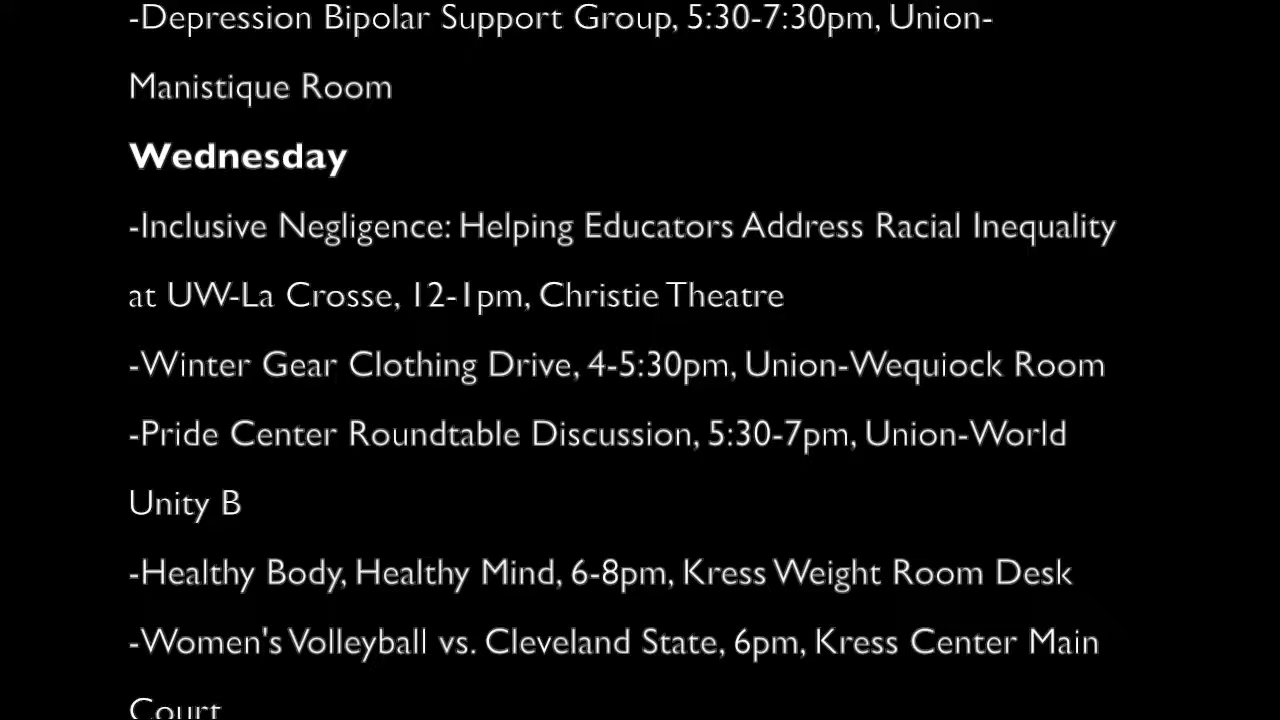 -Depression Bipolar Support Group, 5:30-7:30pm, Union-
Manistique Room
Wednesday
-Inclusive Negligence: Helping Educators Address Racial Inequality
at UW-La Crosse, 12-1pm, Christie Theatre
-Winter Gear Clothing Drive, 4-5:30pm, Union-Wequiock Room
-Pride Center Roundtable Discussion, 5:30-7pm, Union-World
Unity B
-Healthy Body, Healthy Mind, 6-8pm, Kress Weight Room Desk
-Women's Volleyball vs. Cleveland State, 6pm, Kress Center Main
Court